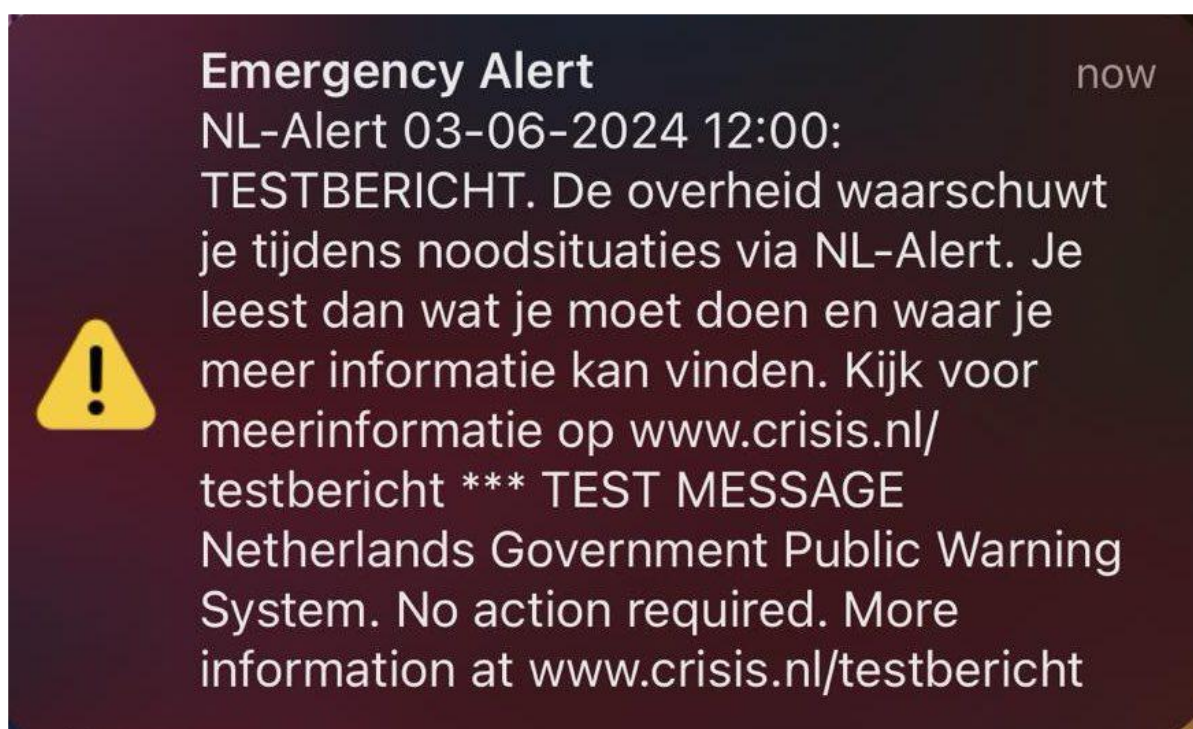 Emergency Alert
now
NL-Alert 03-06-2024 12:00:
TESTBERICHT. De overheid waarschuwt
je tijdens noodsituaties via NL-Alert. Je
leest dan wat je moet doen en waar je
meer informatie kan vinden. Kijk voor
meerinformatie op www.crisis.nl/
testbericht *** TEST MESSAGE
Netherlands Government Public Warning
System. No action required. More
information at www.crisis.nl/testbericht